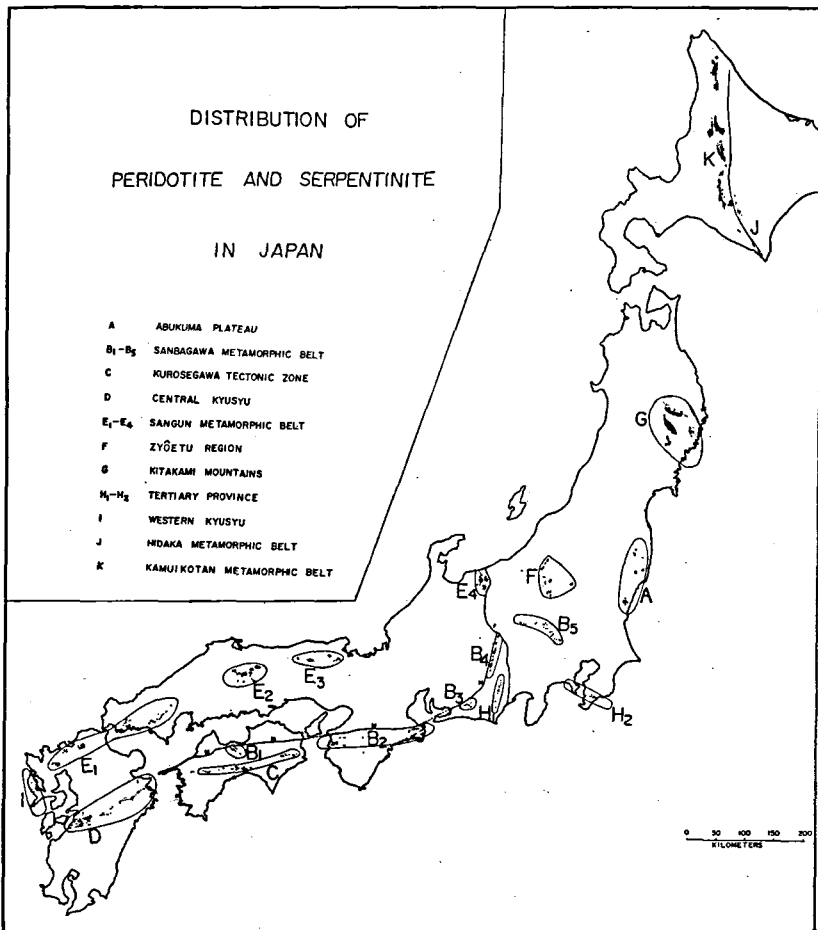 DISTRIBUTION OF
PERIDOTITE AND SERPENTINITE
IN JAPAN
A ABUKUMA PLATEAU
B₁-B₅ SANBAGAWA METAMORPHIC BELT
C KUROSEGAWA TECTONIC ZONE
D CENTRAL KYUSYU
E₁-E₄ SANGUN METAMORPHIC BELT
F ZYÔETU REGION
G KITAKAMI MOUNTAINS
H₁-H₂ TERTIARY PROVINCE
I WESTERN KYUSYU
J HIDAKA METAMORPHIC BELT
K KAMUIKOTAN METAMORPHIC BELT
K
J
G
E₄
F
A
B₅
B₄
E₃
E₂
B₃
H
H₂
B₂
B₁
E₁
C
I
D
0 50 100 150 200
KILOMETERS